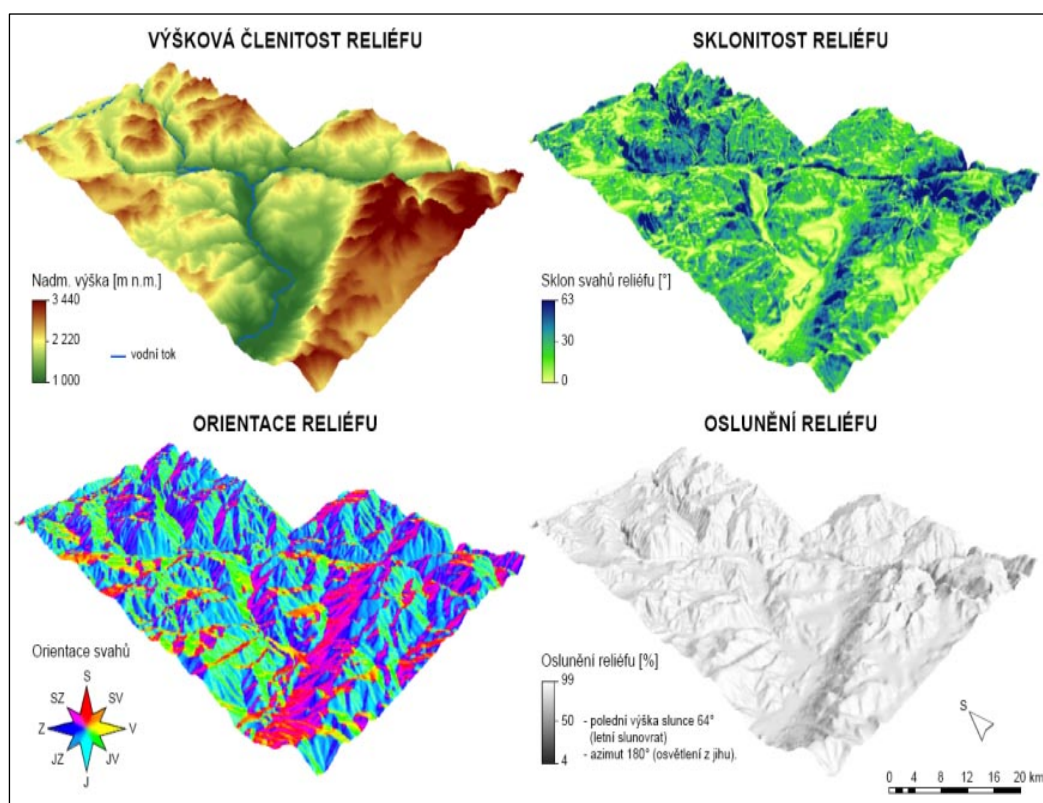 VÝŠKOVÁ ČLENITOST RELIÉFU
Nadm. výška [m n.m.]
3 440
2 220
1 000
vodní tok
SKLONITOST RELIÉFU
Sklon svahů reliéfu [°]
63
30
0
ORIENTACE RELIÉFU
Orientace svahů
S
SZ SV
Z V
JZ JV
J
OSLUNĚNÍ RELIÉFU
Osluneění reliéfu [%]
99
50
4
- polední výška slunce 64°
(letní slunovrat)
- azimut 180° (osvětlení z jihu).
S
0 4 8 12 16 20 km